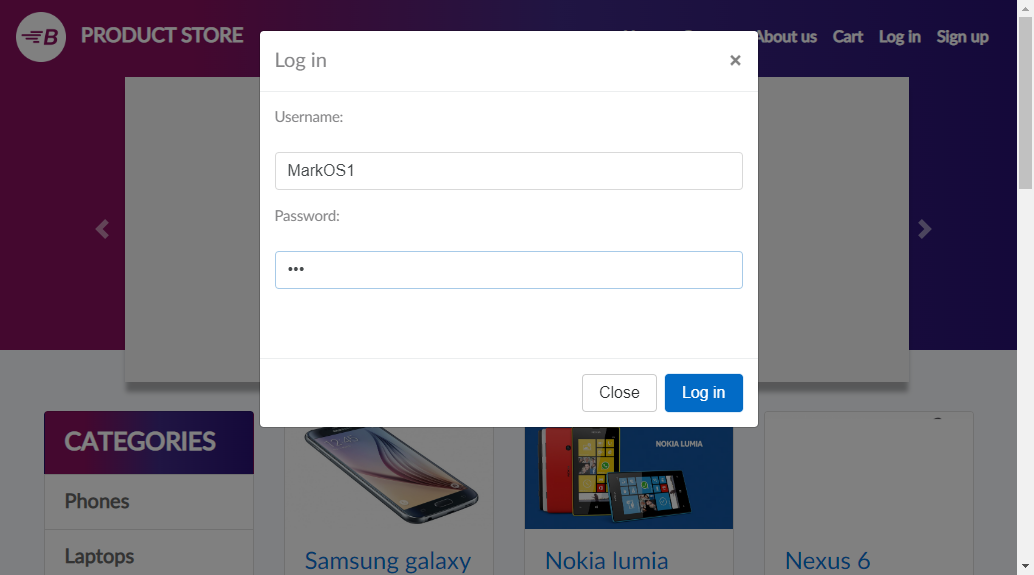 PRODUCT STORE
About us Cart Log in Sign up
Log in
×
Username:
MarkOS1
Password:
•••
Close Log in
CATEGORIES
Phones
Laptops
NOKIA LUMIA
Samsung galaxy
Nokia lumia
Nexus 6